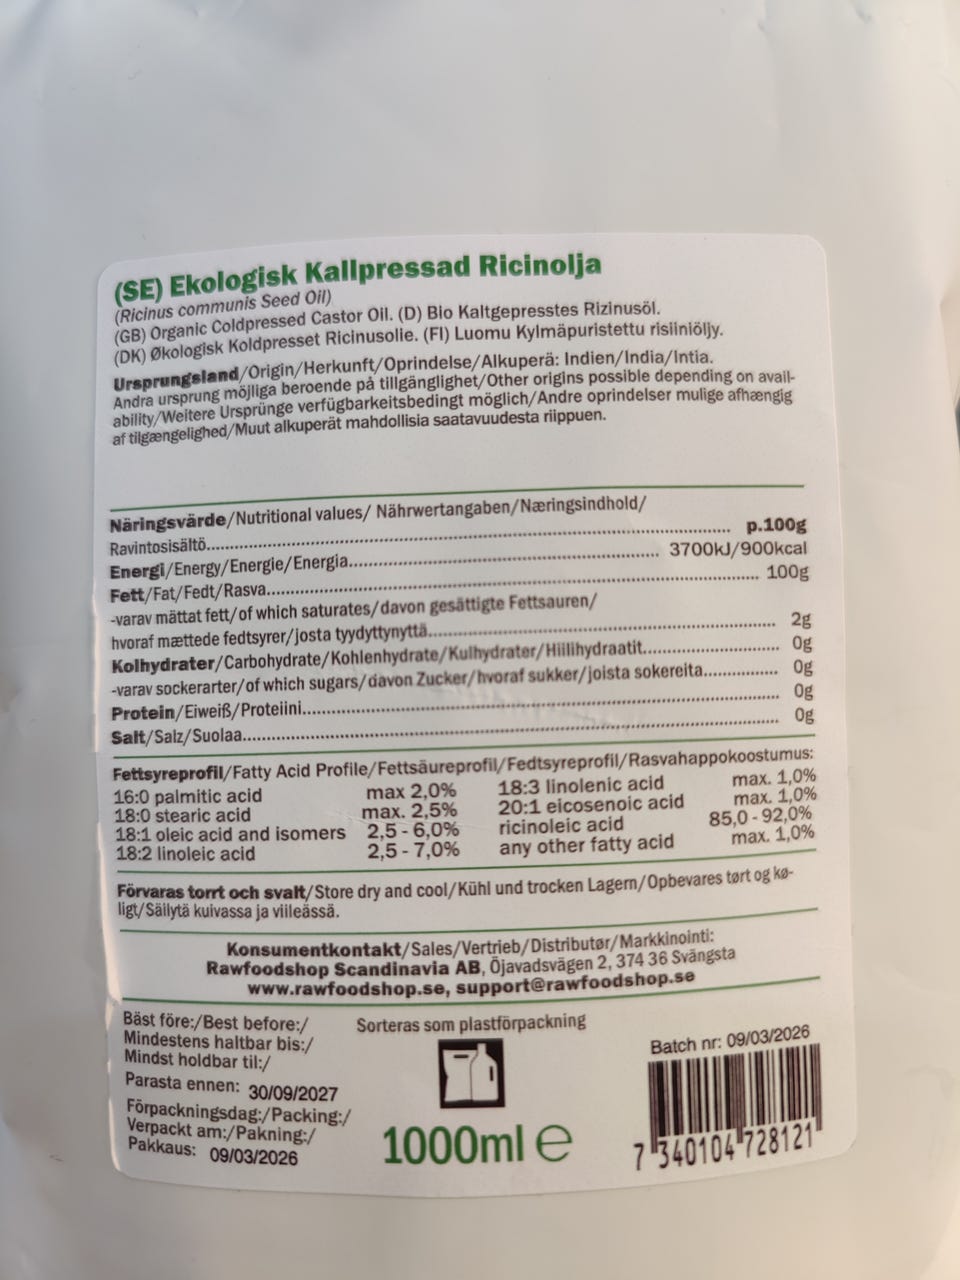 (SE) Ekologisk Kallpressad Ricinolja
(Ricinus communis Seed Oil)
(GB) Organic Coldpressed Castor Oil. (D) Bio Kaltgepresstes Rizinusöl.
(DK) Økologisk Koldpresset Ricinusolie. (FI) Luomu Kylmäpuristettu risiiniöljy.
Ursprungsland/Origin/Herkunft/Oprindelse/Alkuperä: Indien/India/Intia.
Andra ursprung möjliga beroende på tillgänglighet/Other origins possible depending on avail-
ability/Weitere Ursprünge verfügbarkeitsbedingt möglich/Andre oprindelser mulige afhængig
af tilgængelighed/Muut alkuperät mahdollisia saatavuudesta riippuen.
Näringsvärde/Nutritional values/ Nährwertangaben/Næringsindhold/
Ravintosisältö........ p.100g
Energi/Energy/Energie/Energia........ 3700kJ/900kcal
Fett/Fat/Fedt/Rasva........ 100g
-varav mättat fett/of which saturates/davon gesättigte Fettsauren/
hvoraf mættede fedtsyrer/josta tyydyttynyttä........ 2g
Kolhydrater/Carbohydrate/Kohlenhydrate/Kulhydrater/Hiilihydraatit........ 0g
-varav sockerarter/of which sugars/davon Zucker/hvoraf sukker/joista sokereita........ 0g
Protein/Eiweiß/Proteiini........ 0g
Salt/Salz/Suolaa........ 0g
Fettsyreprofil/Fatty Acid Profile/Fettsäureprofil/Fedtsyreprofil/Rasvahappokoostumus:
16:0 palmitic acid max 2,0% 18:3 linolenic acid max. 1,0%
18:0 stearic acid max. 2,5% 20:1 eicosenoic acid max. 1,0%
18:1 oleic acid and isomers 2,5 - 6,0% ricinoleic acid 85,0 - 92,0%
18:2 linoleic acid 2,5 - 7,0% any other fatty acid max. 1,0%
Förvaras torrt och svalt/Store dry and cool/Kühl und trocken Lagern/Opbevares tørt og kø-
ligt/Säilytä kuivassa ja viileässä.
Konsumentkontakt/Sales/Vertrieb/Distributør/Markkinointi:
Rawfoodshop Scandinavia AB, Öjavadsvägen 2, 374 36 Svängsta
www.rawfoodshop.se, support@rawfoodshop.se
Bäst före:/Best before:/
Mindestens haltbar bis:/
Mindst holdbar til:/
Parasta ennen: 30/09/2027
Förpackningsdag:/Packing:/
Verpackt am:/Pakning:/
Pakkaus: 09/03/2026
Sorteras som plastförpackning
1000ml e
Batch nr: 09/03/2026
7 340104 728121